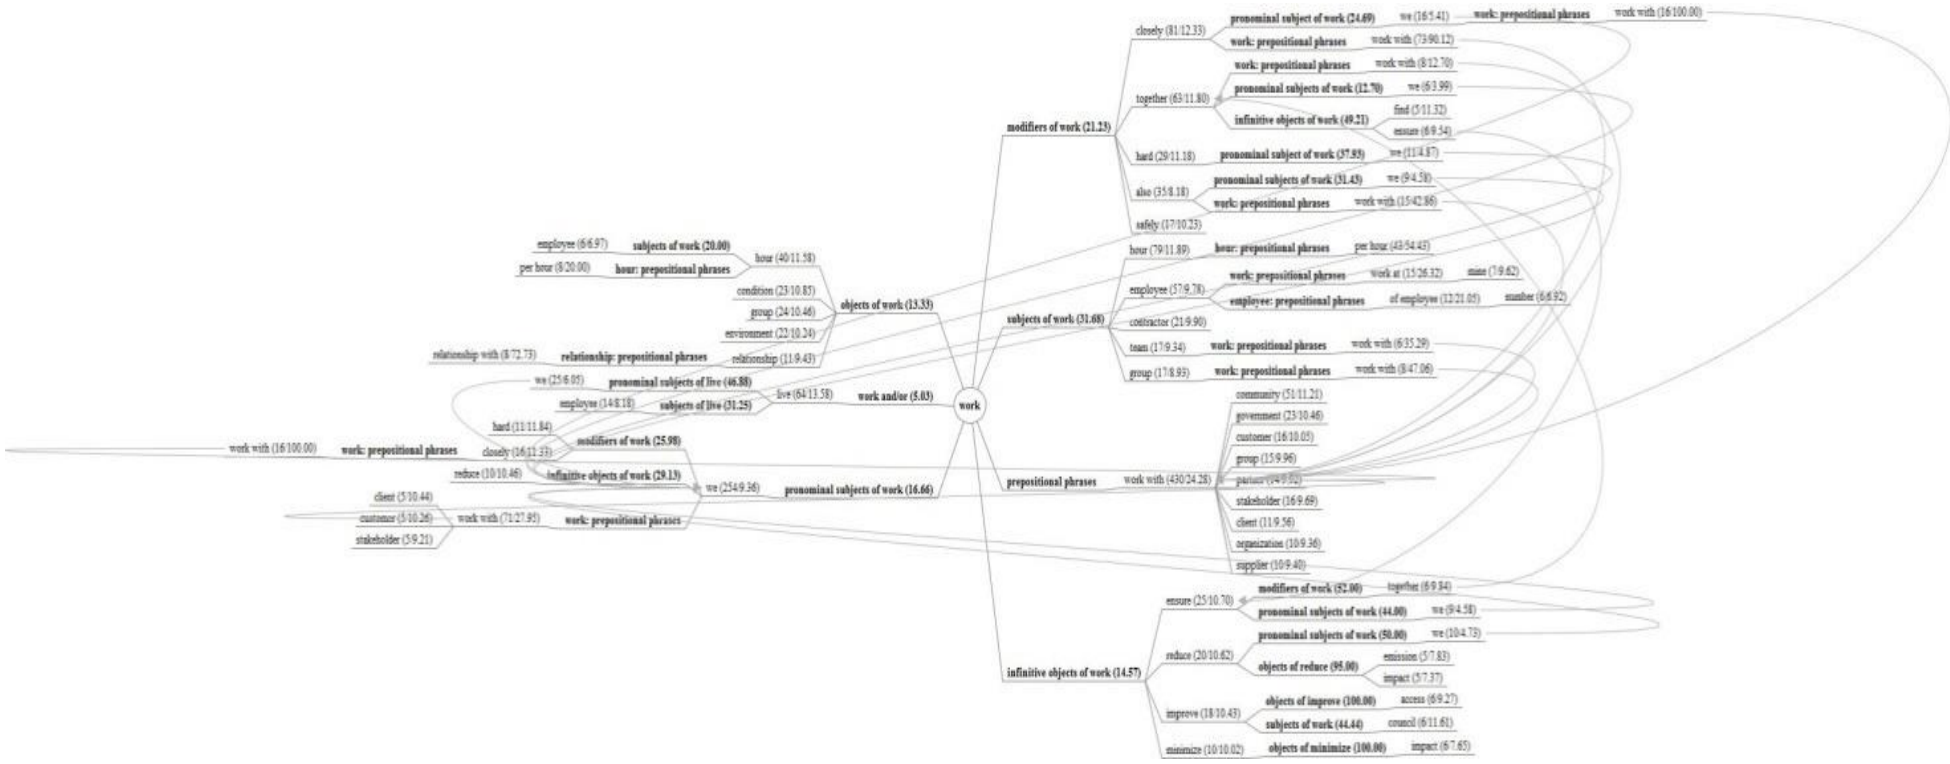 work
modifiers of work (21.23)
closely (81/12.33)
pronominal subject of work (24.69)
we (16/5.41)
work: prepositional phrases
work with (16/100.00)
work: prepositional phrases
work with (73/90.12)
together (63/11.80)
work: prepositional phrases
work with (8/12.70)
pronominal subjects of work (12.70)
we (6/3.99)
infinitive objects of work (49.21)
find (5/11.32)
ensure (6/9.54)
hard (29/11.18)
pronominal subject of work (37.93)
we (11/4.87)
also (35/8.18)
pronominal subjects of work (31.43)
we (9/4.58)
work: prepositional phrases
work with (15/42.86)
safely (17/10.23)
subjects of work (31.68)
hour (79/11.89)
hour: prepositional phrases
per hour (43/54.43)
employee (57/9.78)
work: prepositional phrases
work at (15/26.32)
mine (7/9.62)
employee: prepositional phrases
of employee (12/21.05)
number (6/6.92)
contractor (21/9.90)
team (17/9.34)
work: prepositional phrases
work with (6/35.29)
group (17/8.93)
work: prepositional phrases
work with (8/47.06)
prepositional phrases
work with (430/24.28)
community (51/11.21)
government (23/10.46)
customer (16/10.05)
group (15/9.96)
partner
stakeholder (16/9.69)
client (11/9.56)
organization (10/9.36)
supplier (10/9.40)
infinitive objects of work (14.57)
ensure (25/10.70)
modifiers of work (52.00)
together (6/9.84)
pronominal subjects of work (44.00)
we (9/4.58)
reduce (20/10.62)
pronominal subjects of work (50.00)
we (10/4.73)
objects of reduce (95.00)
emission (5/7.83)
impact (5/7.37)
improve (18/10.43)
objects of improve (100.00)
access (6/9.27)
subjects of work (44.44)
council (6/11.61)
minimize (10/10.02)
objects of minimize (100.00)
impact (6/7.65)
objects of work (13.33)
hour (40/11.58)
subjects of work (20.00)
employee (6/6.97)
hour: prepositional phrases
per hour (8/20.00)
condition (23/10.85)
group (24/10.46)
environment (22/10.24)
relationship (11/9.43)
relationship: prepositional phrases
relationship with (8/72.73)
work and/or (5.03)
live (64/13.58)
pronominal subjects of live (46.88)
we (25/6.05)
subjects of live (31.25)
employee (14/8.18)
pronominal subjects of work (16.66)
we (254/9.36)
modifiers of work (25.98)
hard (11/11.84)
closely (16/11.33)
work: prepositional phrases
work with (16/100.00)
infinitive objects of work (29.13)
reduce (10/10.46)
work: prepositional phrases
work with (71/27.95)
client (5/10.44)
customer (5/10.26)
stakeholder (5/9.21)